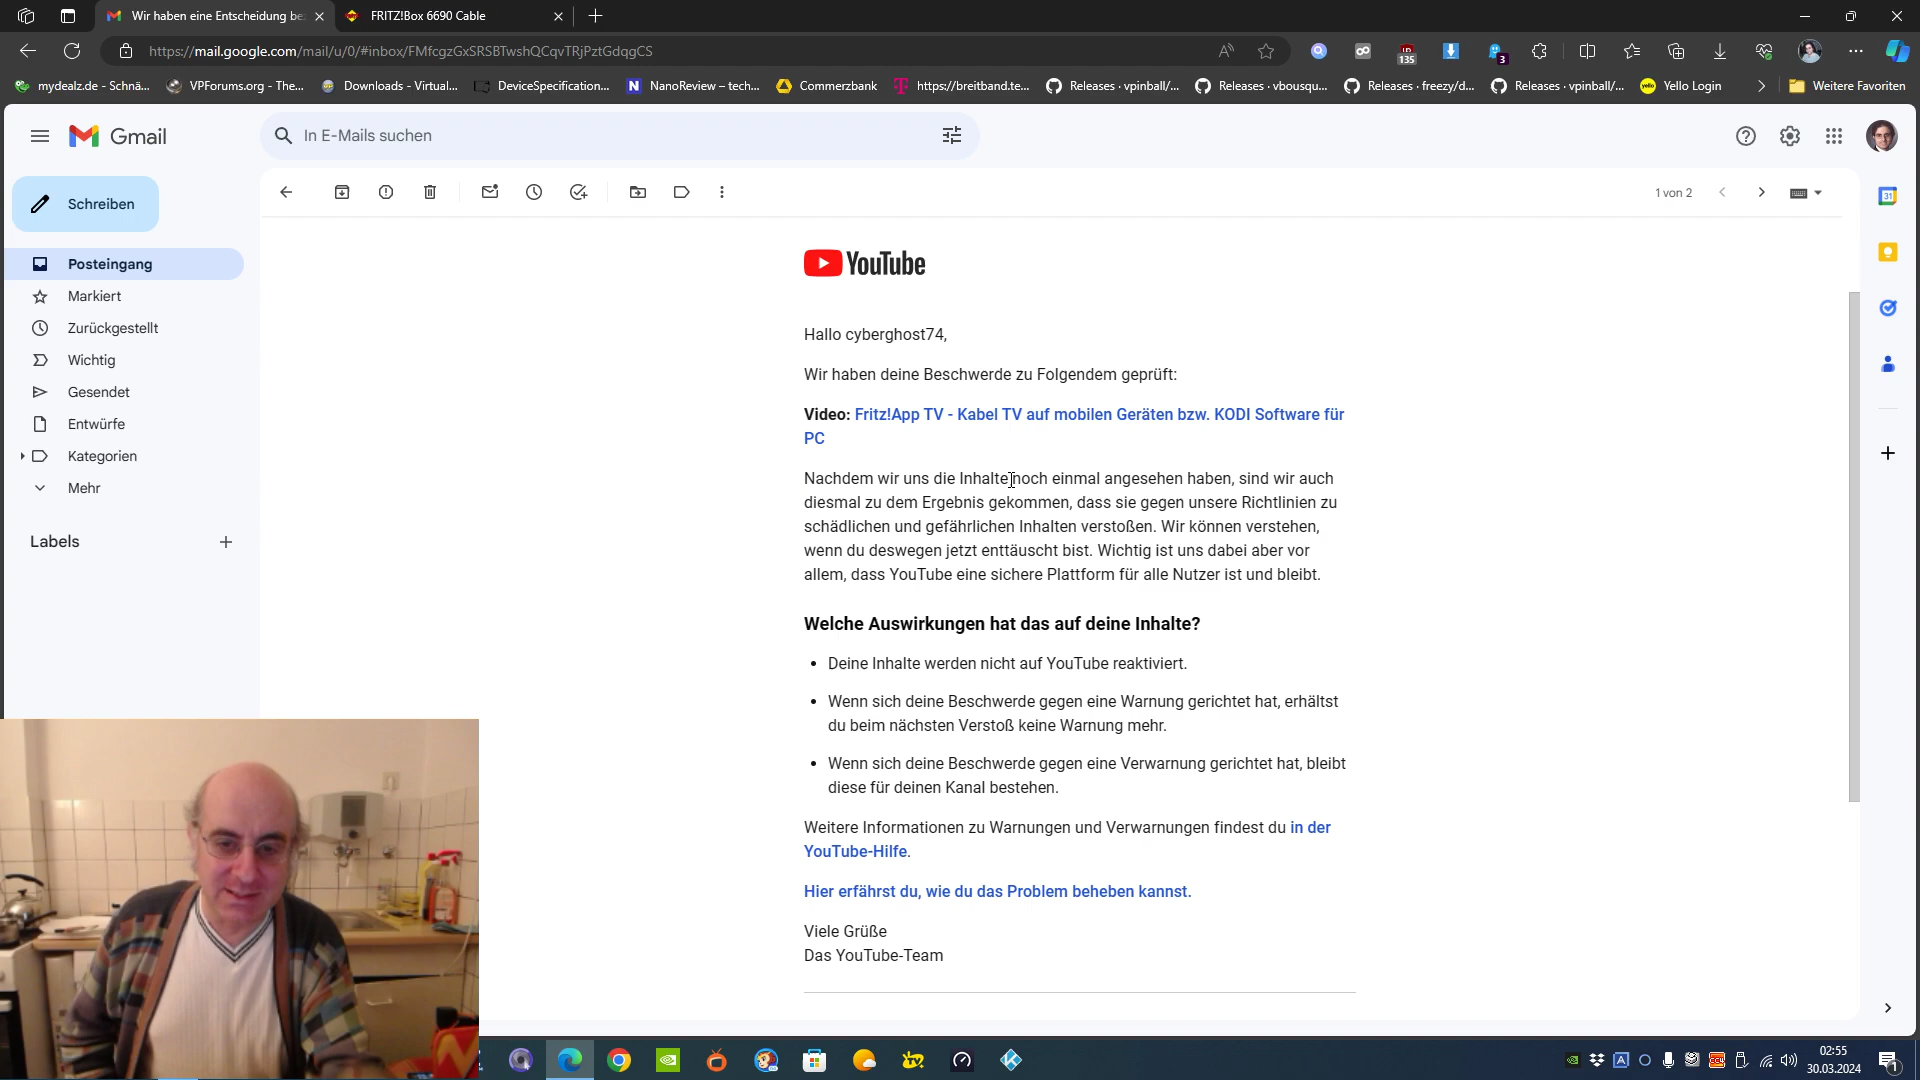 Wir haben eine Entscheidung be
FRITZ!Box 6690 Cable
https://mail.google.com/mail/u/0/#inbox/FMfcgzGxSRSBTwshQCqvTRjPztGdqgCS
135
3
mydealz.de - Schnä...
VPForums.org - The...
Downloads - Virtual...
DeviceSpecification...
NanoReview – tech...
Commerzbank
https://breitband.te...
Releases · vpinball/...
Releases · vbousqu...
Releases · freezy/d...
Releases · vpinball/...
Yello Login
Weitere Favoriten
Gmail
In E-Mails suchen
Schreiben
1 von 2
31
Posteingang
Markiert
Zurückgestellt
Wichtig
Gesendet
Entwürfe
Kategorien
Mehr
Labels
YouTube
Hallo cyberghost74,
Wir haben deine Beschwerde zu Folgendem geprüft:
Video: Fritz!App TV - Kabel TV auf mobilen Geräten bzw. KODI Software für
PC
Nachdem wir uns die Inhalte noch einmal angesehen haben, sind wir auch
diesmal zu dem Ergebnis gekommen, dass sie gegen unsere Richtlinien zu
schädlichen und gefährlichen Inhalten verstoßen. Wir können verstehen,
wenn du deswegen jetzt enttäuscht bist. Wichtig ist uns dabei aber vor
allem, dass YouTube eine sichere Plattform für alle Nutzer ist und bleibt.
Welche Auswirkungen hat das auf deine Inhalte?
• Deine Inhalte werden nicht auf YouTube reaktiviert.
• Wenn sich deine Beschwerde gegen eine Warnung gerichtet hat, erhältst
du beim nächsten Verstoß keine Warnung mehr.
• Wenn sich deine Beschwerde gegen eine Verwarnung gerichtet hat, bleibt
diese für deinen Kanal bestehen.
Weitere Informationen zu Warnungen und Verwarnungen findest du in der
YouTube-Hilfe.
Hier erfährst du, wie du das Problem beheben kannst.
Viele Grüße
Das YouTube-Team
02:55
30.03.2024
1